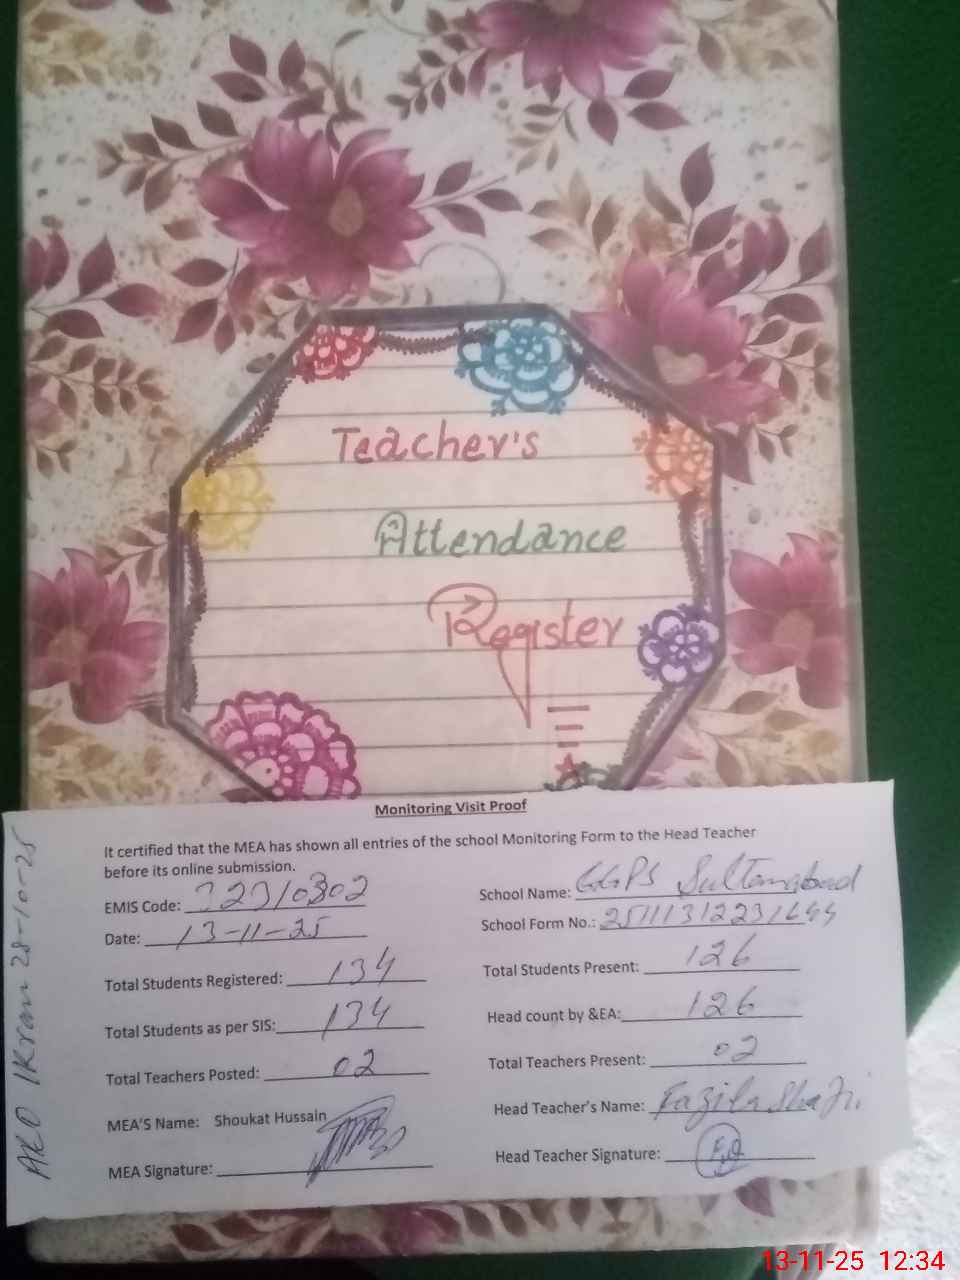 Teacher's
Attendance
Register
Monitoring Visit Proof
It certified that the MEA has shown all entries of the school Monitoring Form to the Head Teacher
before its online submission.
EMIS Code: 32310302
School Name: GGPS Sultanabad
Date: 13-11-25
School Form No.:
Total Students Registered: 134
Total Students Present: 126
Total Students as per SIS: 134
Head count by &EA: 126
Total Teachers Posted: 02
Total Teachers Present: 02
MEA'S Name: Shoukat Hussain
Head Teacher's Name: Fazila
MEA Signature:
Head Teacher Signature:
Ikram 28-10-25
13-11-25 12:34